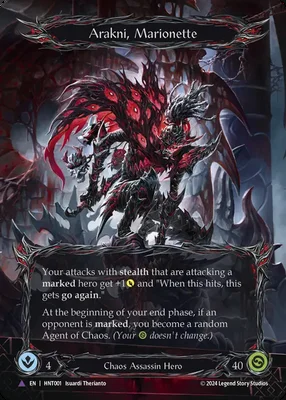 Arakni, Marionette
Your attacks with stealth that are attacking a
marked hero get +1 and "When this hits, this
gets go again."
At the beginning of your end phase, if an
opponent is marked, you become a random
Agent of Chaos. (Your doesn't change.)
4
Chaos Assassin Hero
40
EN | HNT001 Isuardi Therianto
© 2024 Legend Story Studios